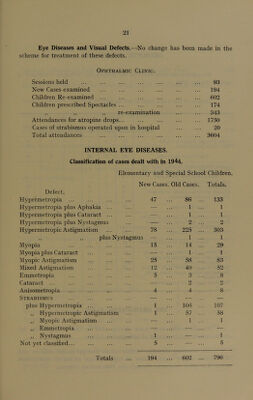 21
Eye Diseases and Visual Defects.—No change has been made in the
scheme for treatment of these defects.
Ophthalmic Clinic.
Sessions held ... 93
New Cases examined ... 194
Children Re-examined ... 602
Children prescribed Spectacles ... 174
„ „ „ re-examination 343
Attendances for atropine drops... 1730
Cases of strabismus operated upon in hospital 20
Total attendances ... 3604
INTERNAL EYE DISEASES.
Classification of cases dealt with in 1944.
Elementary and Special School Children.
New Cases. Old Cases. Totals.
Defect.
Hypermetropia ... 47 ... 86 ... 133
Hypermetropia plus Aphakia ... — ... 1 ... 1
Hypermetropia plus Cataract ... — ... 1 ... 1
Hypermetropia plus Nystagmus — ... 2 ... 2
Hypermetropic Astigmatism ... 78 ... 225 ... 303
„ „ plus Nystagmus — ... 1 ... 1
Myopia ... 15 ... 14 ... 29
Myopia plus Cataract ... — ... 1 ... 1
Myopic Astigmatism ... 25 ... 58 ... 83
Mixed Astigmatism ... 12 ... 40 ... 52
Emmetropia ... 5 ... 3 ... 8
Cataract ... — ... 2 ... 2
Anisometropia ... 4 ... 4 ... 8
Strabismus
plus Hypermetropia ... 1 ... 106 ... 107
„ Hypermetropic Astigmatism 1 ... 57 ... 58
„ Myopic Astigmatism ... — ... 1 ... 1
„ Emmetropia
„ Nystagmus ... 1 ... — ... 1
Not yet classified ... 5 ... — ... 5
Totals ... 194 ... 602 ... 796